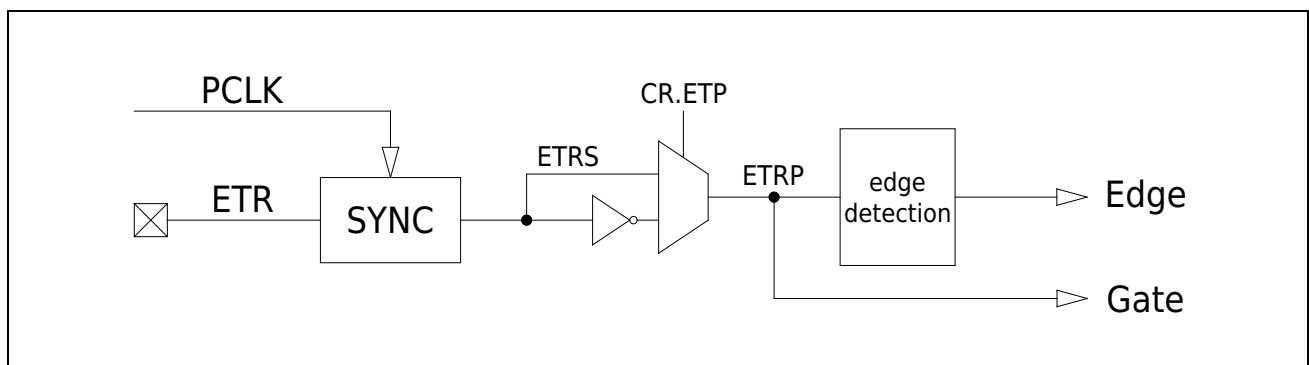 PCLK
CR.ETP
ETRS
ETR
SYNC
ETRP
edge
detection
Edge
Gate